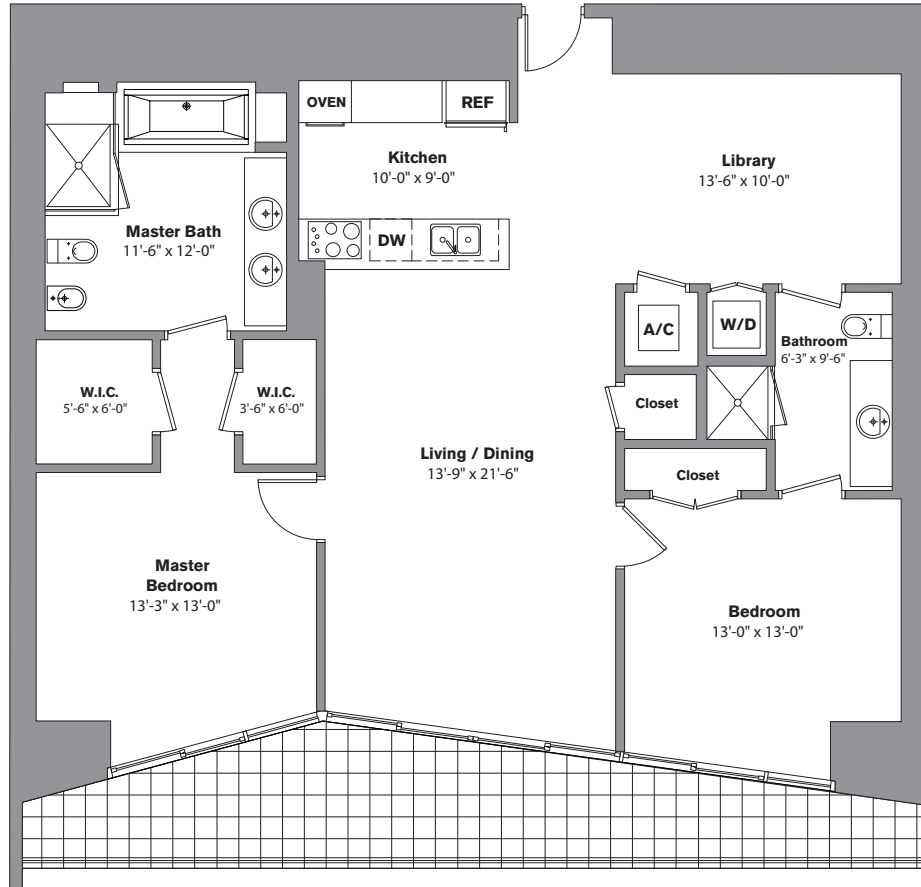 OVEN
REF
Kitchen
10'-0" x 9'-0"
Library
13'-6" x 10'-0"
Master Bath
11'-6" x 12'-0"
DW
A/C
W/D
Bathroom
6'-3" x 9'-6"
W.I.C.
5'-6" x 6'-0"
W.I.C.
3'-6" x 6'-0"
Closet
Living / Dining
13'-9" x 21'-6"
Closet
Master
Bedroom
13'-3" x 13'-0"
Bedroom
13'-0" x 13'-0"